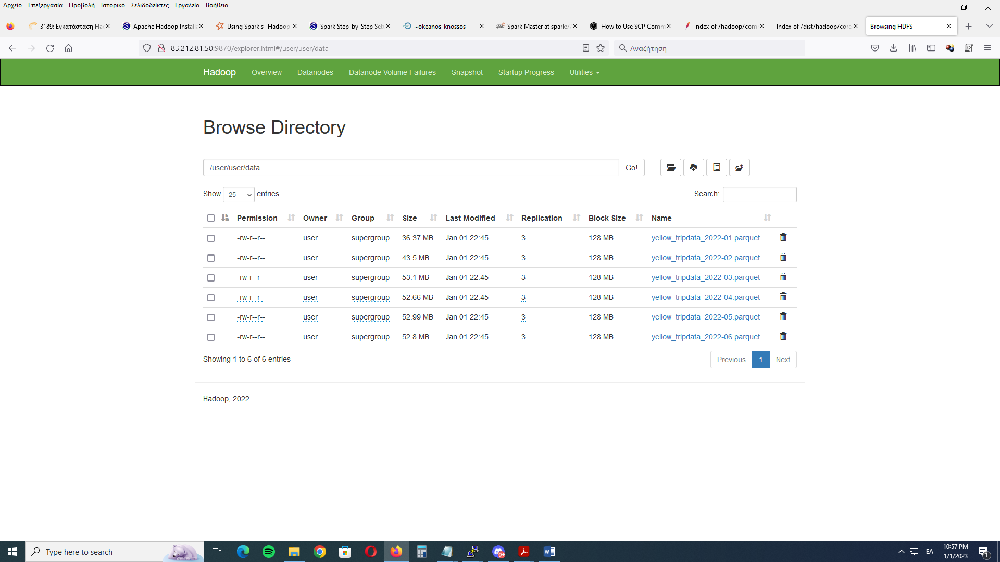 Αρχείο Επεξεργασία Προβολή Ιστορικό Σελιδοδείκτες Εργαλεία Βοήθεια
3189: Εγκατάσταση Ha Apache Hadoop Install Using Spark's "Hadoop Spark Step-by-Step Set ~okeanos-knossos Spark Master at spark:/ How to Use SCP Comm Index of /hadoop/com Index of /dist/hadoop/core Browsing HDFS
83.212.81.50:9870/explorer.html#/user/user/data Αναζήτηση
Hadoop Overview Datanodes Datanode Volume Failures Snapshot Startup Progress Utilities
Browse Directory
/user/user/data Go!
Show 25 entries Search:
Permission Owner Group Size Last Modified Replication Block Size Name
-rw-r--r-- user supergroup 36.37 MB Jan 01 22:45 3 128 MB yellow_tripdata_2022-01.parquet
-rw-r--r-- user supergroup 43.5 MB Jan 01 22:45 3 128 MB yellow_tripdata_2022-02.parquet
-rw-r--r-- user supergroup 53.1 MB Jan 01 22:45 3 128 MB yellow_tripdata_2022-03.parquet
-rw-r--r-- user supergroup 52.66 MB Jan 01 22:45 3 128 MB yellow_tripdata_2022-04.parquet
-rw-r--r-- user supergroup 52.99 MB Jan 01 22:45 3 128 MB yellow_tripdata_2022-05.parquet
-rw-r--r-- user supergroup 52.8 MB Jan 01 22:45 3 128 MB yellow_tripdata_2022-06.parquet
Showing 1 to 6 of 6 entries Previous 1 Next
Hadoop, 2022.
Type here to search 9+ ΕΛ 10:57 PM 1
1/1/2023